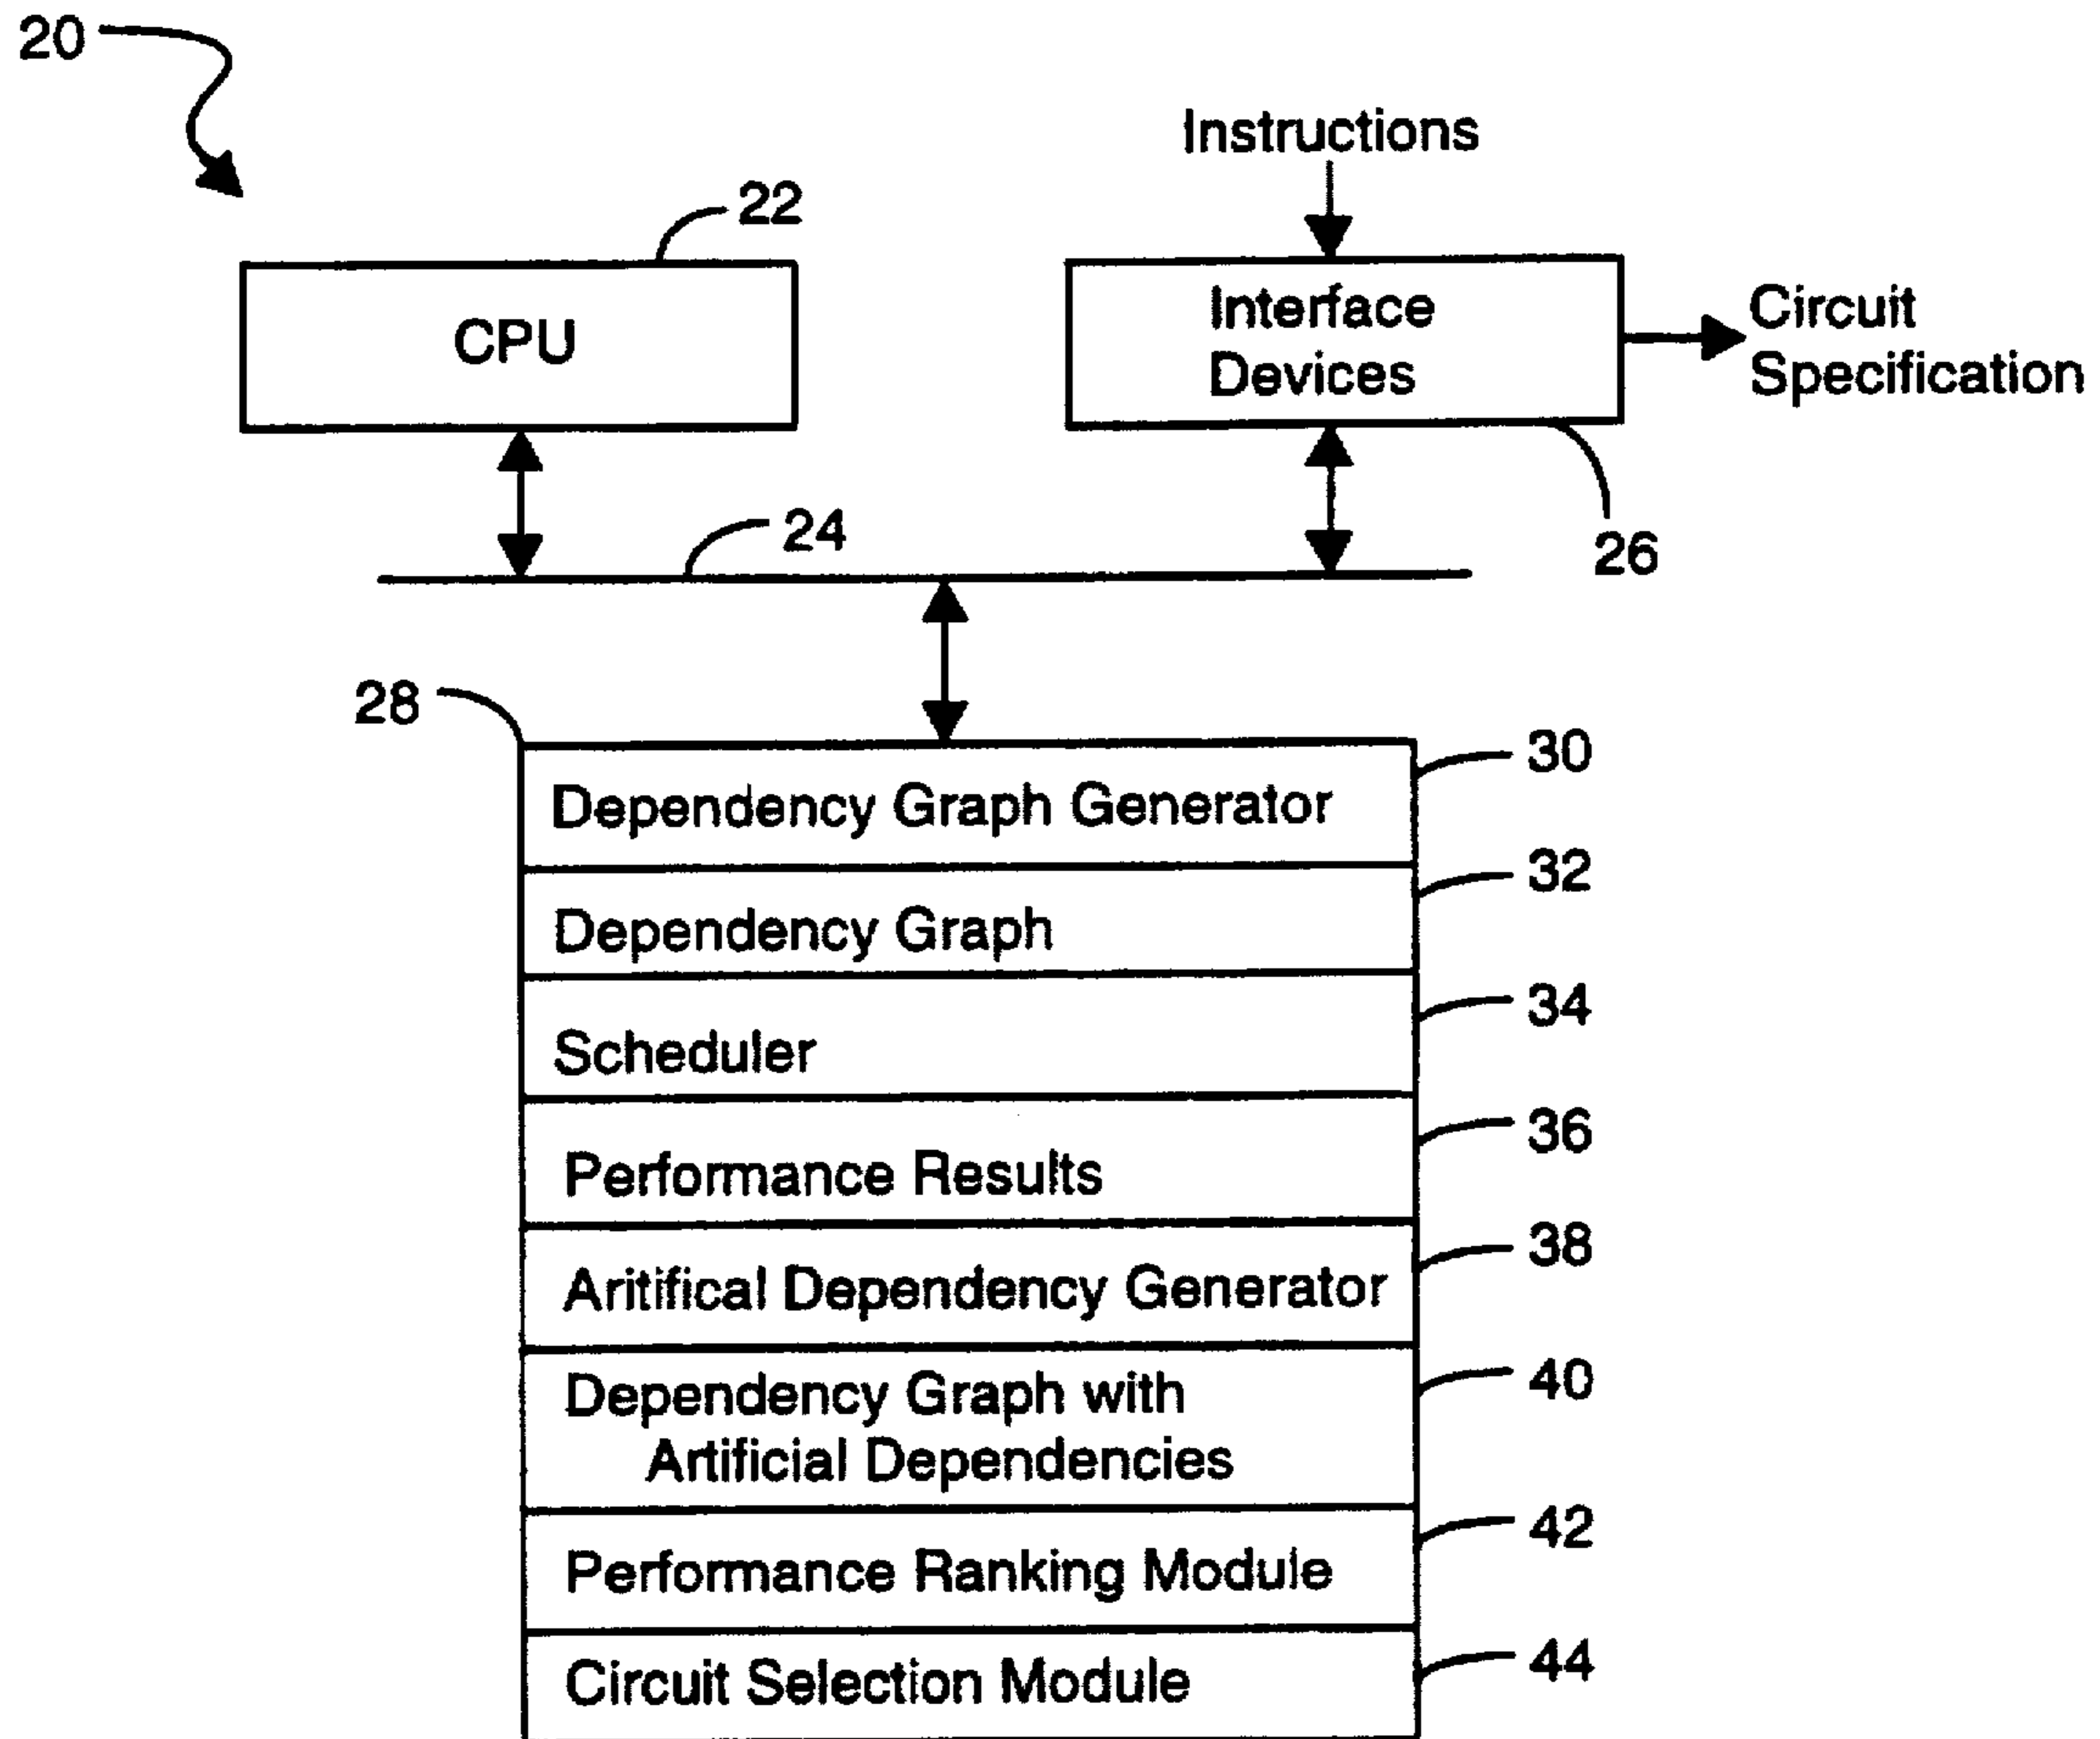 20
Instructions
22
CPU
Interface
Devices
Circuit
Specification
24
26
28
30
Dependency Graph Generator
32
Dependency Graph
34
Scheduler
36
Performance Results
38
Aritifical Dependency Generator
40
Dependency Graph with
Artificial Dependencies
42
Performance Ranking Module
44
Circuit Selection Module